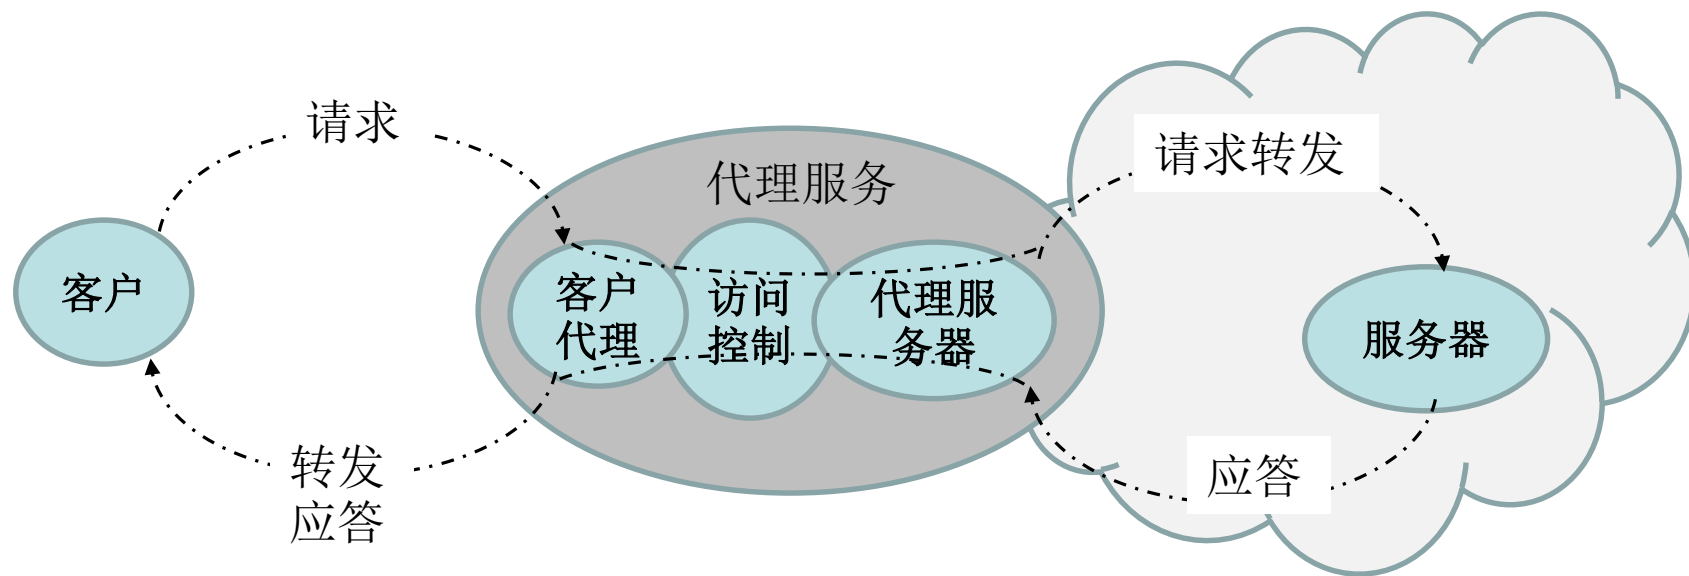 请求
请求转发
代理服务
客户
客户
代理
访问
控制
代理服
务器
服务器
转发
应答
应答